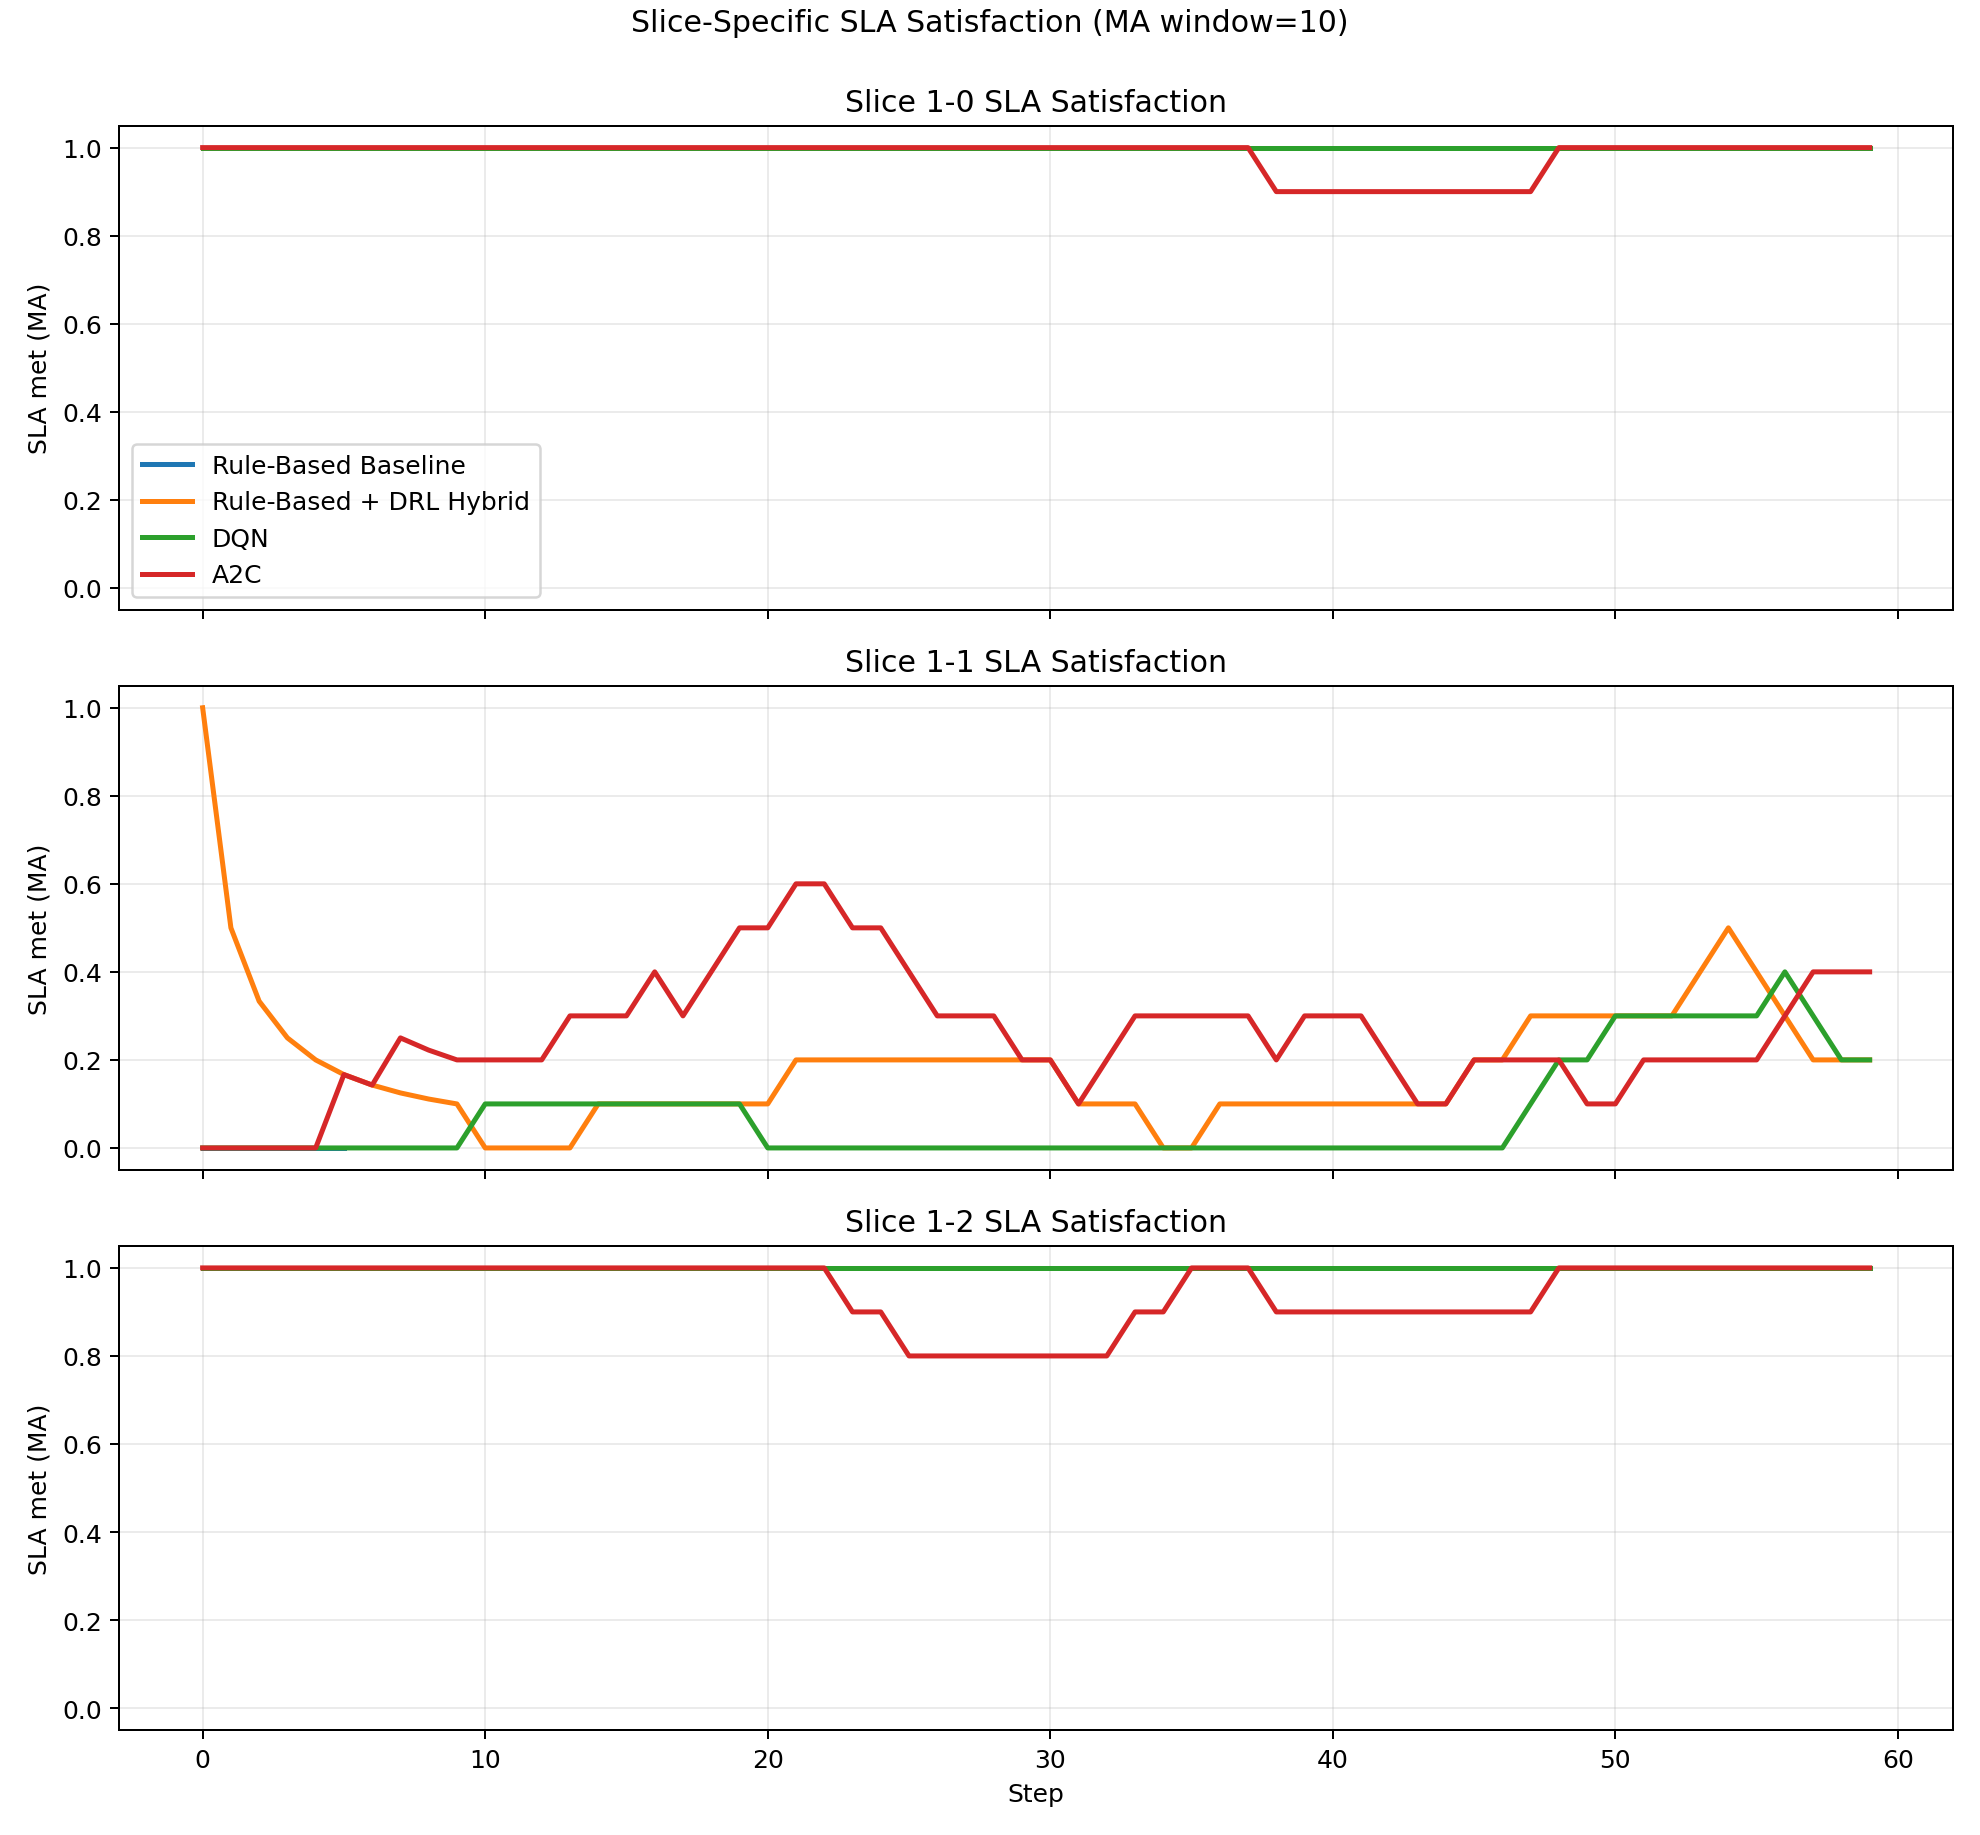 Slice-Specific SLA Satisfaction (MA window=10)
Slice 1-0 SLA Satisfaction
SLA met (MA)
1.0
0.8
0.6
0.4
0.2
0.0
Rule-Based Baseline
Rule-Based + DRL Hybrid
DQN
A2C
Slice 1-1 SLA Satisfaction
SLA met (MA)
1.0
0.8
0.6
0.4
0.2
0.0
Slice 1-2 SLA Satisfaction
SLA met (MA)
1.0
0.8
0.6
0.4
0.2
0.0
0 10 20 30 40 50 60
Step